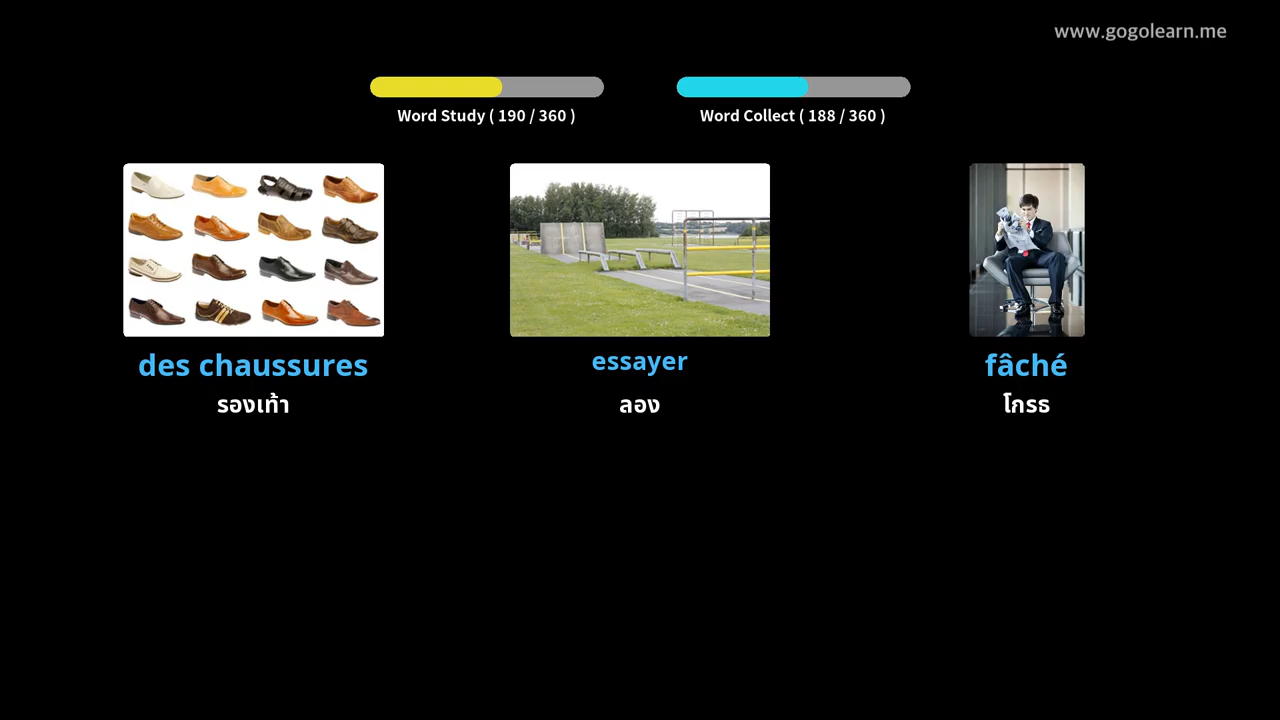 www.gogolearn.me
Word Study ( 190 / 360 )
Word Collect ( 188 / 360 )
des chaussures
essayer
fâché
รองเท้า
ลอง
โกรธ